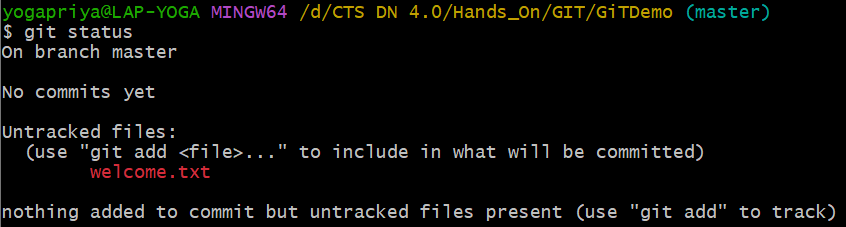 yogapriya@LAP-YOGA MINGW64 /d/CTS DN 4.0/Hands_On/GIT/GiTDemo (master)
$ git status
On branch master
No commits yet
Untracked files:
  (use "git add <file>..." to include in what will be committed)
        welcome.txt
nothing added to commit but untracked files present (use "git add" to track)